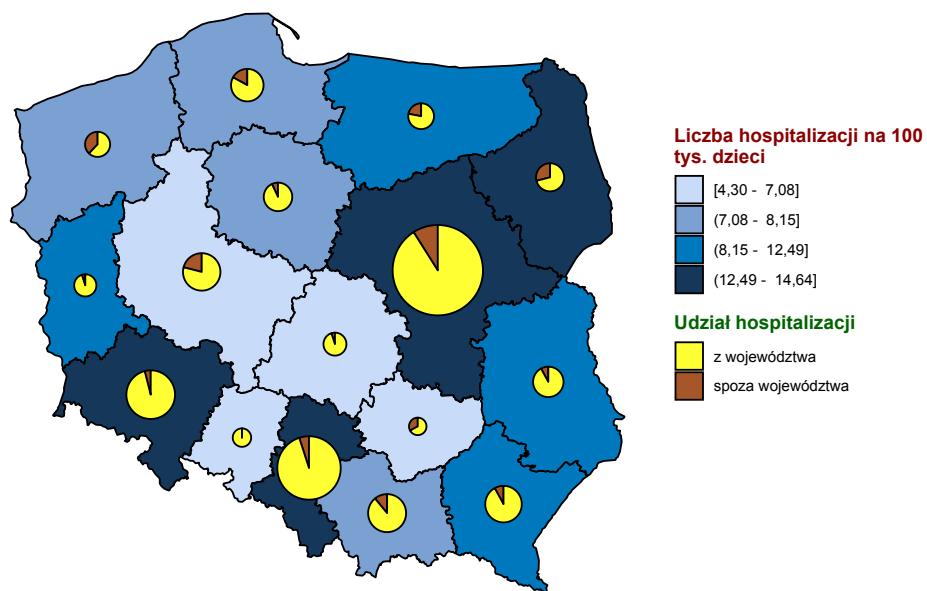 Liczba hospitalizacji na 100
tys. dzieci
[4,30 - 7,08]
(7,08 - 8,15]
(8,15 - 12,49]
(12,49 - 14,64]
Udział hospitalizacji
z województwa
spoza województwa